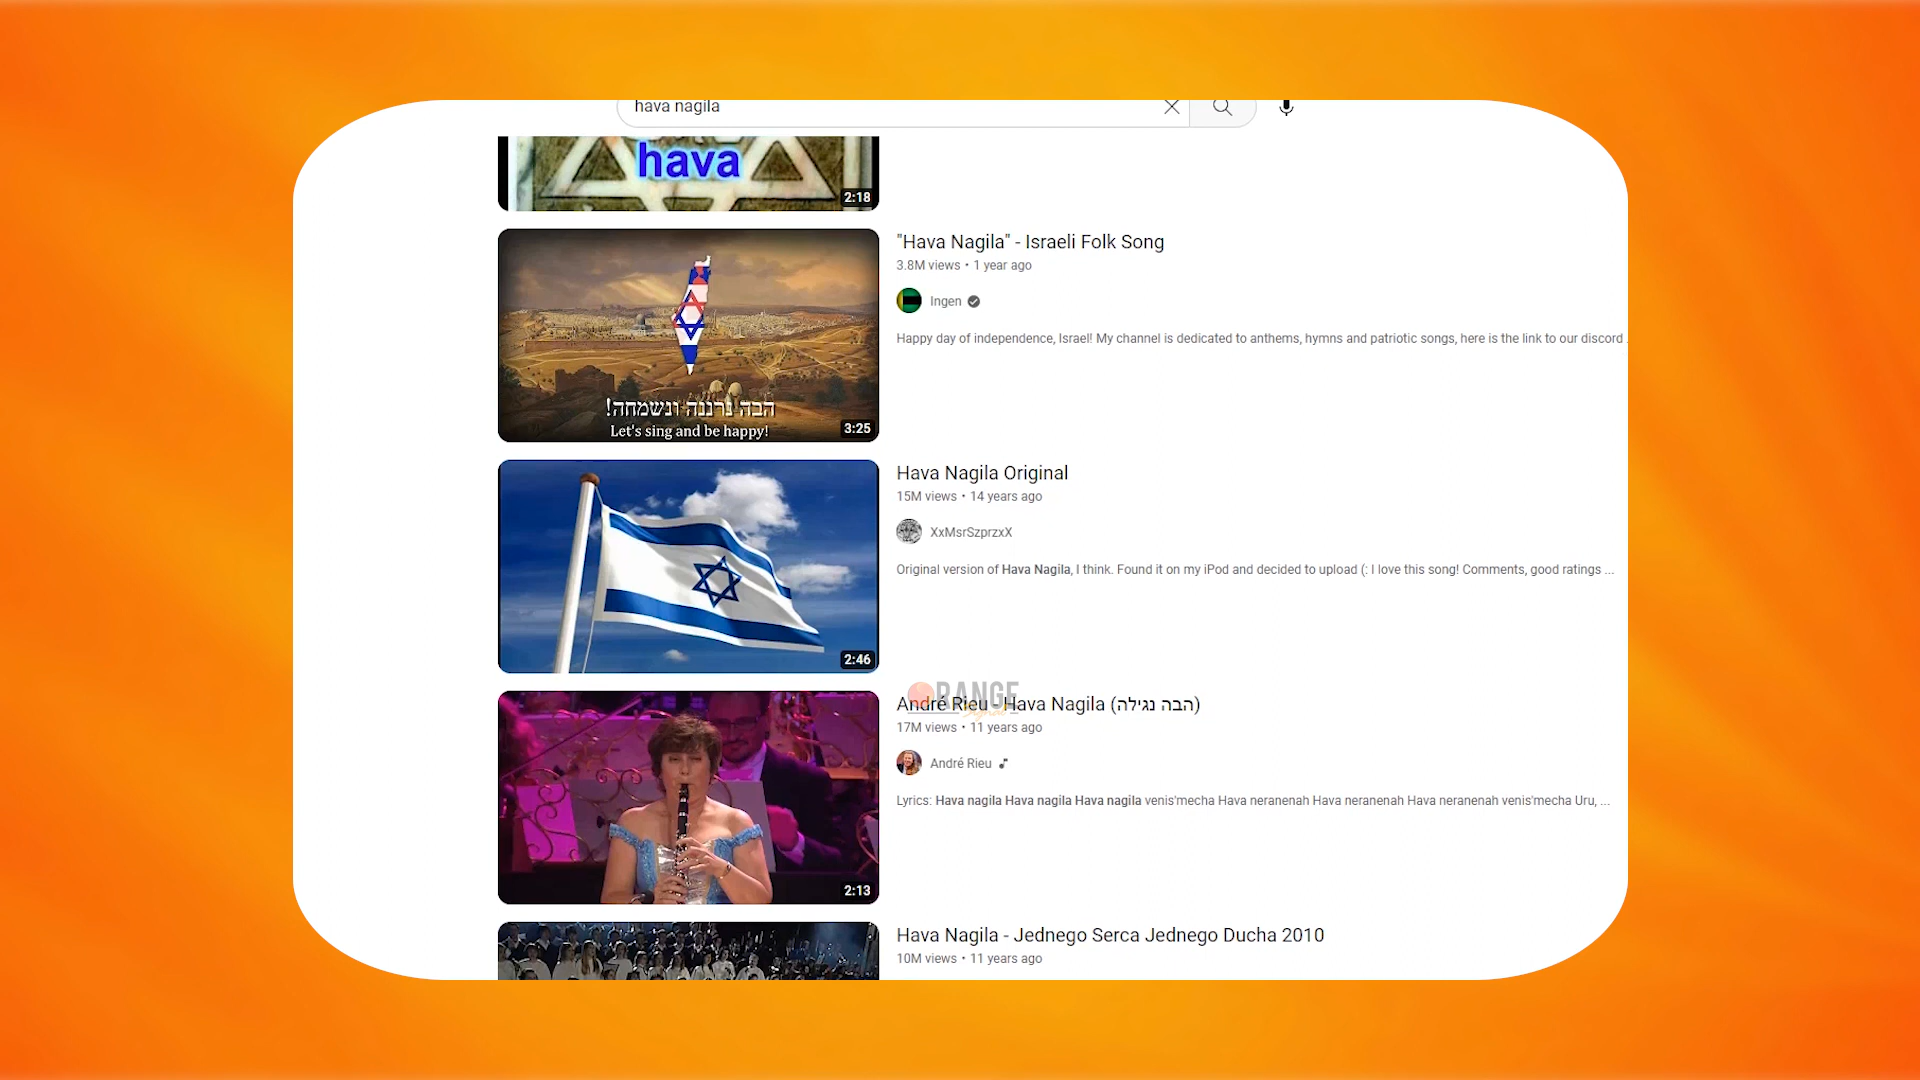 hava nagila
hava
2:18
"Hava Nagila" - Israeli Folk Song
3.8M views • 1 year ago
Ingen
Happy day of independence, Israel! My channel is dedicated to anthems, hymns and patriotic songs, here is the link to our discord
הבה נרננה ונשמחה!
Let's sing and be happy!
3:25
Hava Nagila Original
15M views • 14 years ago
XxMsrSzprzxX
Original version of Hava Nagila, I think. Found it on my iPod and decided to upload (: I love this song! Comments, good ratings ...
2:46
ORANGE
André Rieu - Hava Nagila (הבה נגילה)
17M views • 11 years ago
André Rieu
Lyrics: Hava nagila Hava nagila Hava nagila venis'mecha Hava neranenah Hava neranenah Hava neranenah venis'mecha Uru, ...
2:13
Hava Nagila - Jednego Serca Jednego Ducha 2010
10M views • 11 years ago